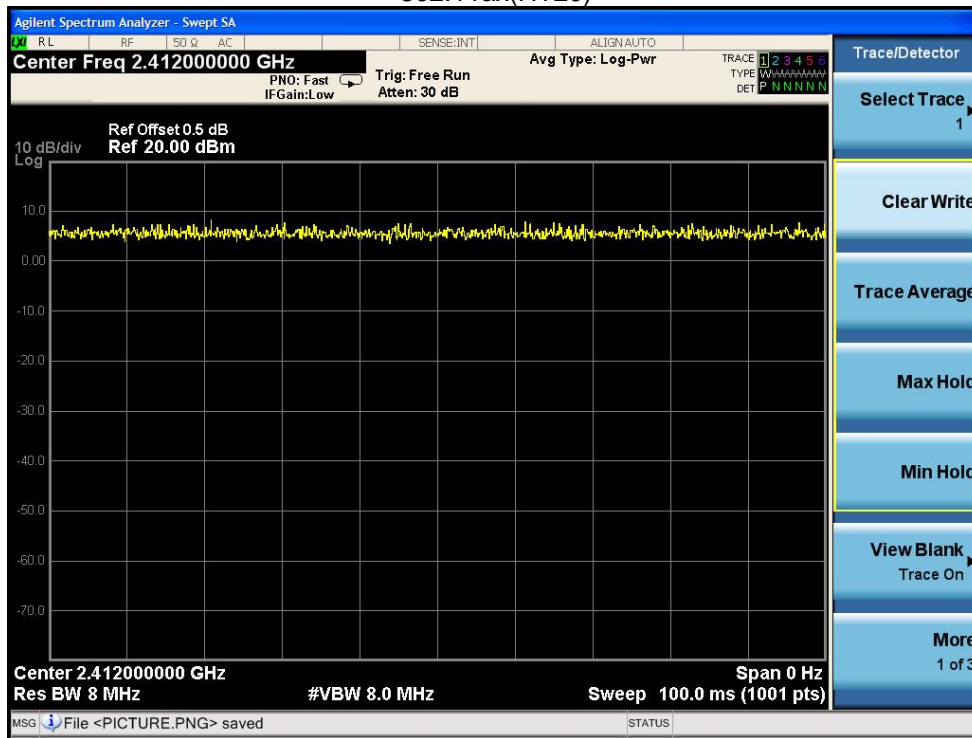 Agilent Spectrum Analyzer - Swept SA
LXI RL RF 50 Ω AC SENSE:INT ALIGN AUTO
Center Freq 2.412000000 GHz
PNO: Fast
IFGain:Low
Trig: Free Run
Atten: 30 dB
Avg Type: Log-Pwr
TRACE 1 2 3 4 5 6
TYPE
DET P N N N N N
Ref Offset 0.5 dB
10 dB/div Ref 20.00 dBm
Log
10.0
0.00
-10.0
-20.0
-30.0
-40.0
-50.0
-60.0
-70.0
Center 2.412000000 GHz Span 0 Hz
Res BW 8 MHz #VBW 8.0 MHz Sweep 100.0 ms (1001 pts)
MSG File <PICTURE.PNG> saved STATUS
Trace/Detector
Select Trace
1
Clear Write
Trace Average
Max Hold
Min Hold
View Blank
Trace On
More
1 of 3